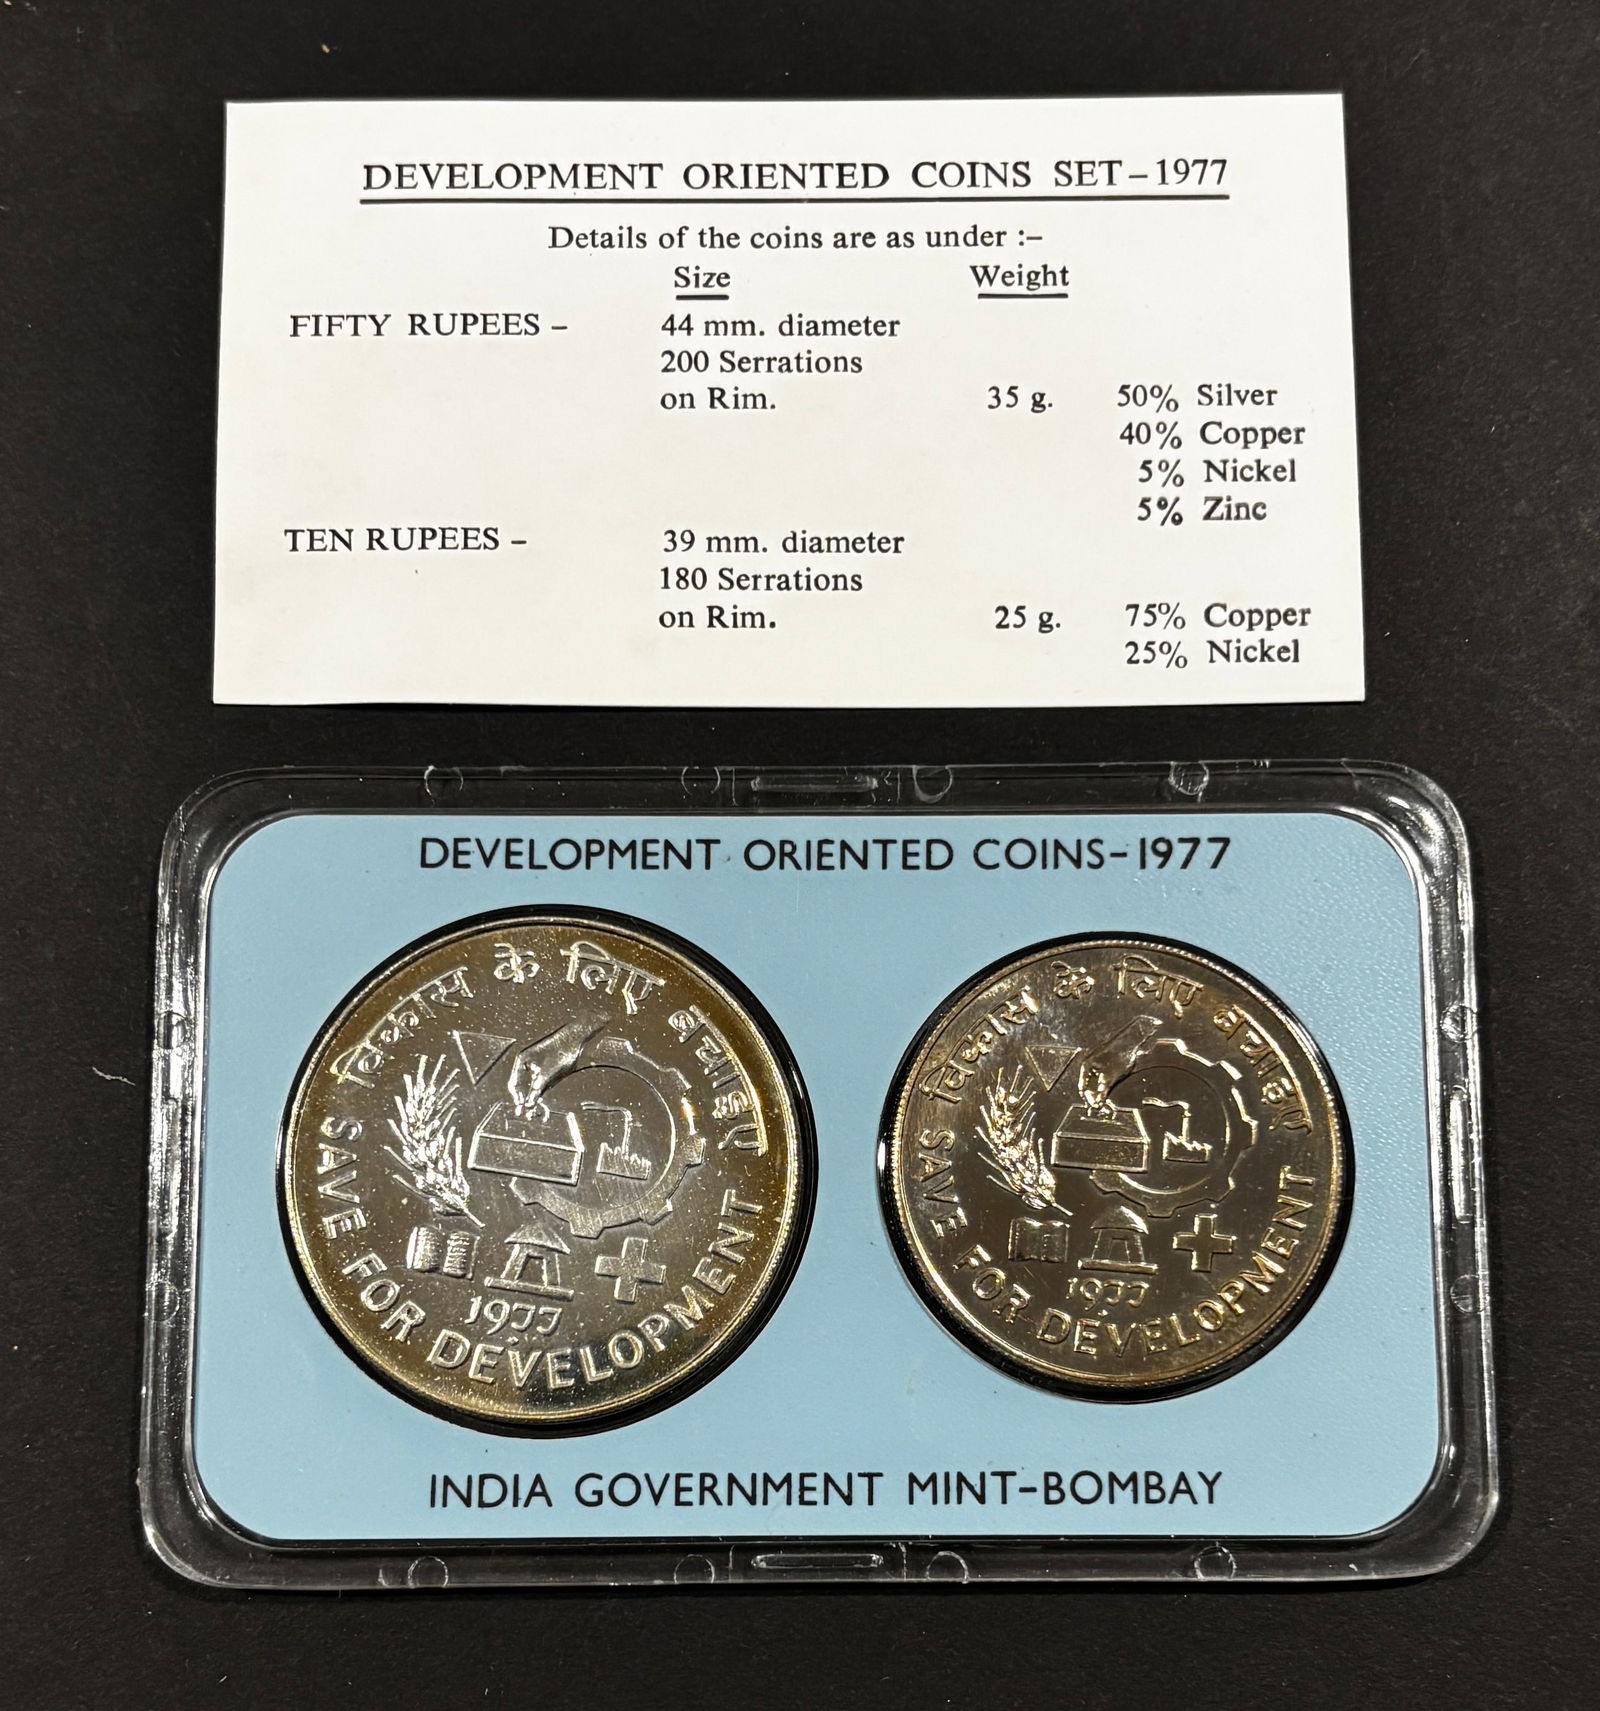 DEVELOPMENT ORIENTED COINS SET – 1977
Details of the coins are as under :–
Size Weight
FIFTY RUPEES – 44 mm. diameter
200 Serrations
on Rim. 35 g. 50% Silver
40% Copper
5% Nickel
5% Zinc
TEN RUPEES – 39 mm. diameter
180 Serrations
on Rim. 25 g. 75% Copper
25% Nickel
DEVELOPMENT ORIENTED COINS-1977
विकास के लिए बचाइए
SAVE FOR DEVELOPMENT
1977
विकास के लिए बचाइए
SAVE FOR DEVELOPMENT
1977
INDIA GOVERNMENT MINT-BOMBAY